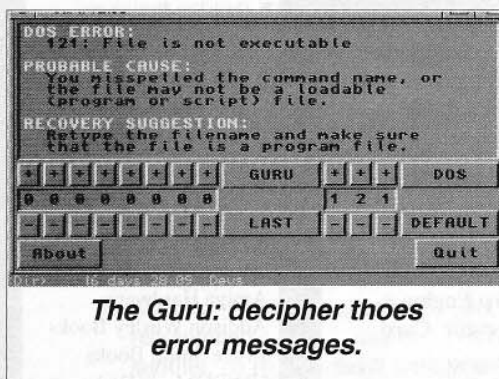 DOS ERROR:
121: File is not executable
PROBABLE CAUSE:
You misspelled the command name, or
the file may not be a loadable
(program or script) file.
RECOVERY SUGGESTION:
Retype the filename and make sure
that the file is a program file.
+ + + + + + + + GURU + + + DOS
0 0 0 0 0 0 0 0 1 2 1
- - - - - - - - LAST - - - DEFAULT
About Quit
16 days
The Guru: decipher thoes
error messages.